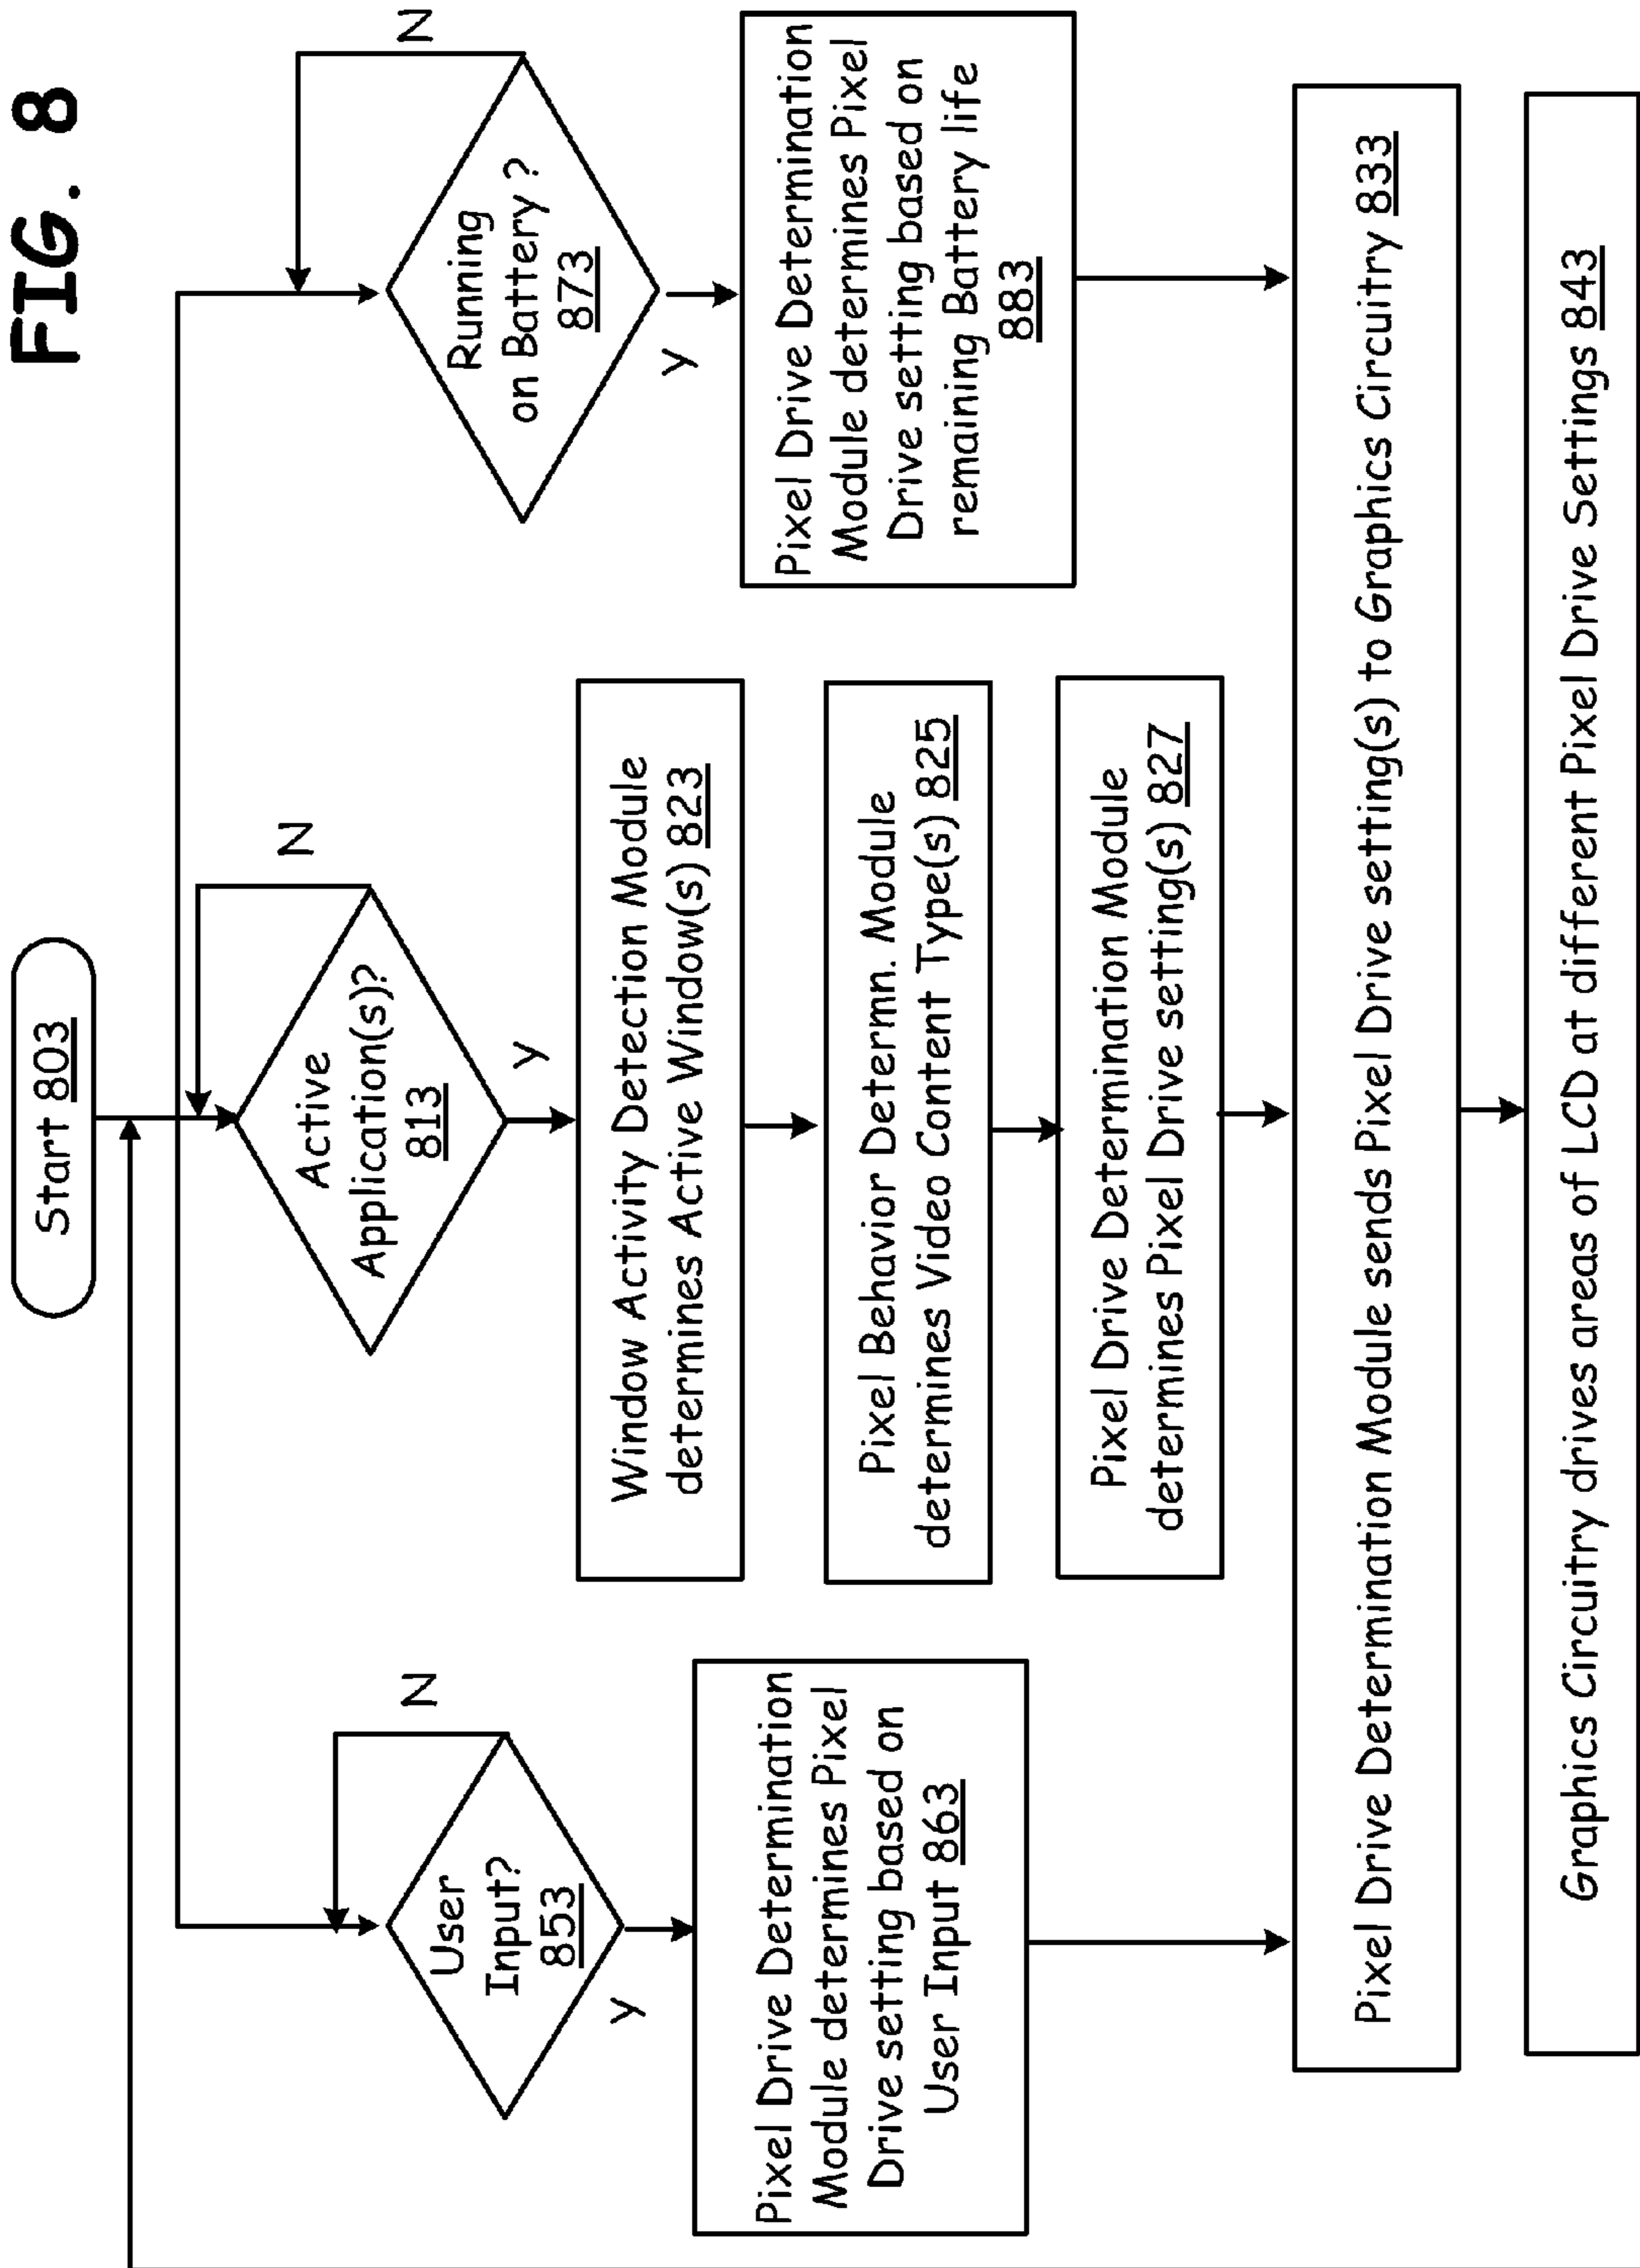 FIG. 8
Start 803
Active
Application(s)?
813
N
y
User
Input?
853
N
y
Running
on Battery ?
873
N
y
Window Activity Detection Module
determines Active Window(s) 823
Pixel Behavior Determn. Module
determines Video Content Type(s) 825
Pixel Drive Determination Module
determines Pixel Drive setting(s) 827
Pixel Drive Determination
Module determines Pixel
Drive setting based on
User Input 863
Pixel Drive Determination
Module determines Pixel
Drive setting based on
remaining Battery life
883
Pixel Drive Determination Module sends Pixel Drive setting(s) to Graphics Circuitry 833
Graphics Circuitry drives areas of LCD at different Pixel Drive Settings 843